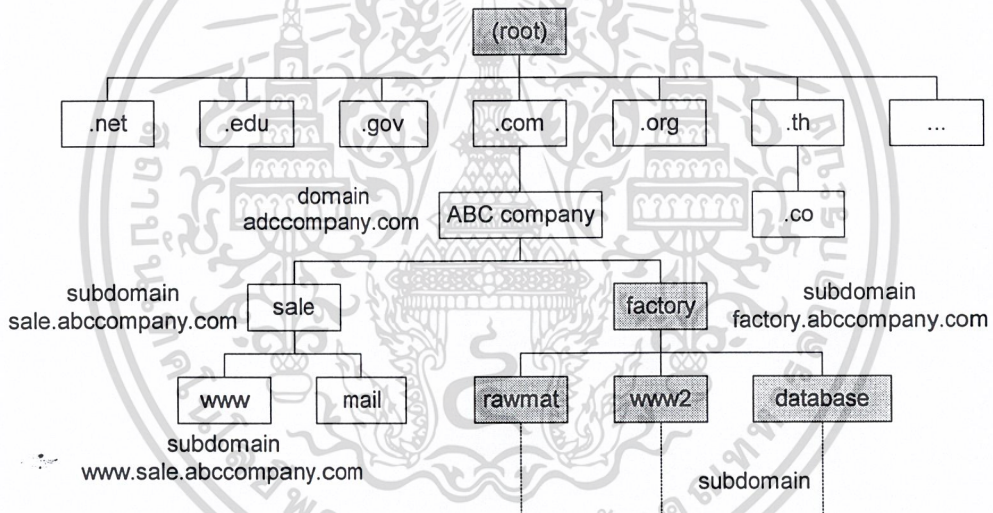 (root)
.net .edu .gov .com .org .th ...
domain
adccompany.com
ABC company
.co
subdomain
sale.abccompany.com
sale
factory
subdomain
factory.abccompany.com
www mail rawmat www2 database
subdomain
www.sale.abccompany.com
subdomain